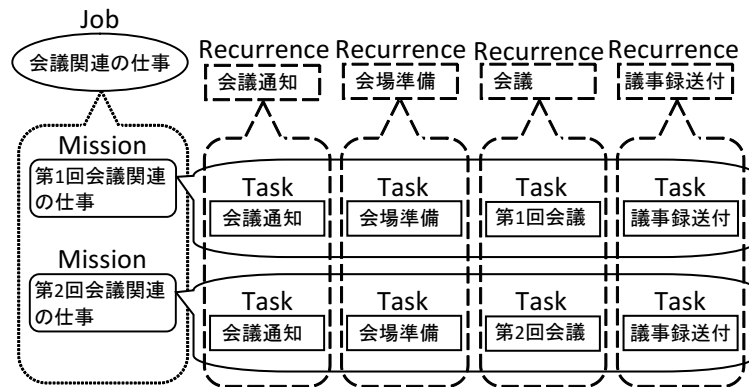 Job
会議関連の仕事
Recurrence Recurrence Recurrence Recurrence
会議通知 会場準備 会議 議事録送付
Mission
第1回会議関連
の仕事
Task Task Task Task
会議通知 会場準備 第1回会議 議事録送付
Mission
第2回会議関連
の仕事
Task Task Task Task
会議通知 会場準備 第2回会議 議事録送付